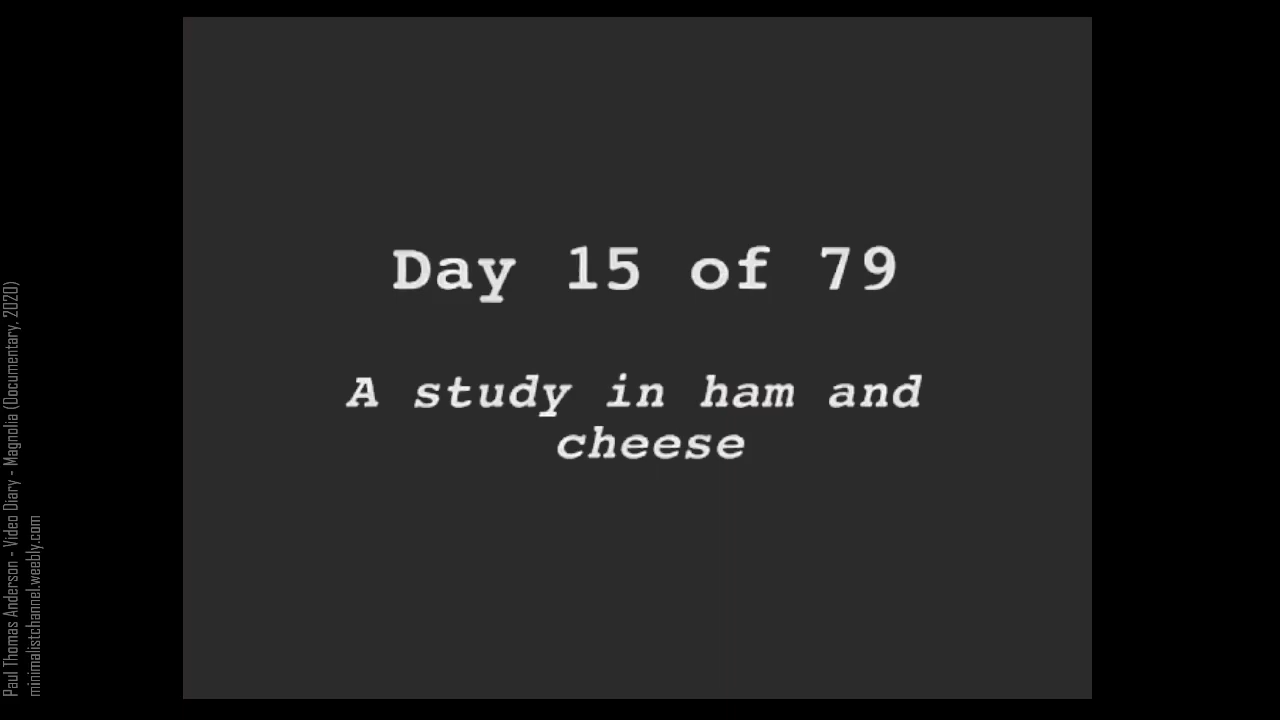 Day 15 of 79
A study in ham and
cheese
Paul Thomas Anderson - Video Diary - Magnolia (Documentary, 2020)
minimalistchannel.weebly.com